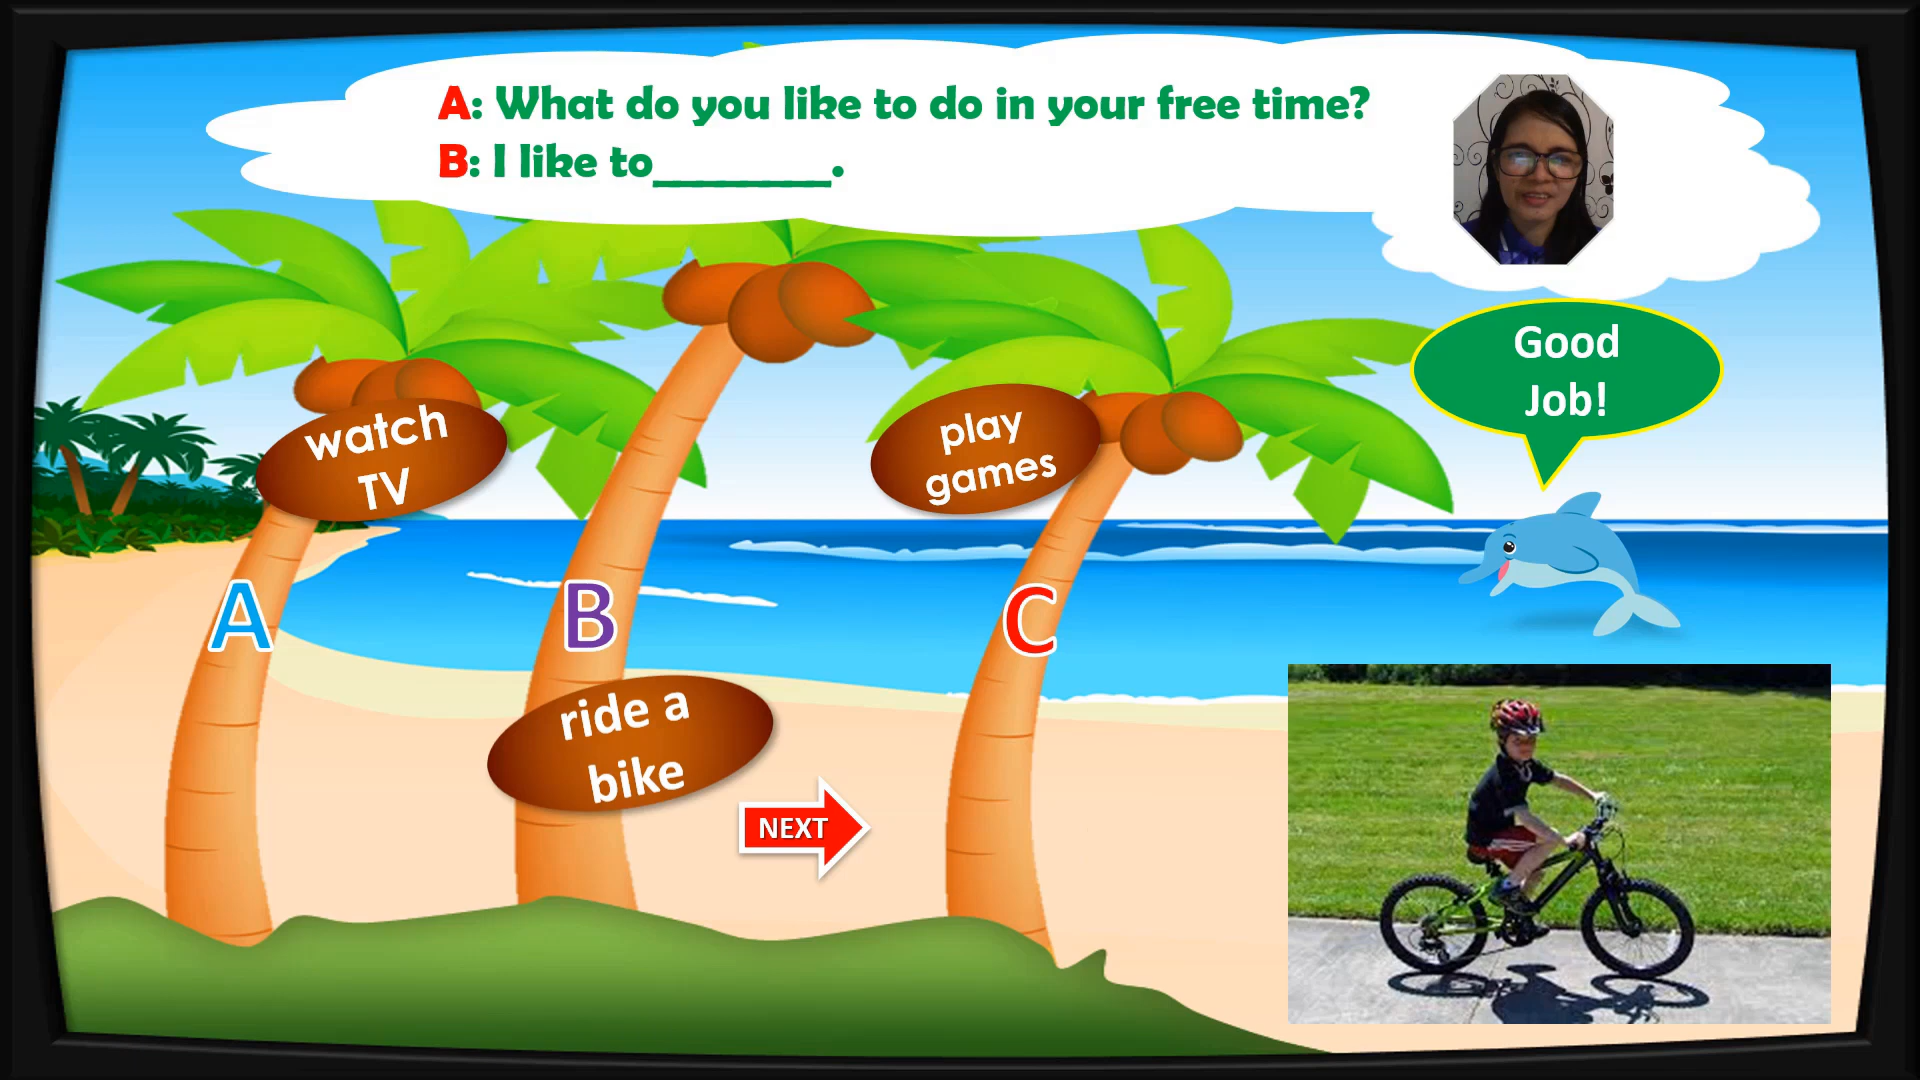 A: What do you like to do in your free time?
B: I like to________.
Good
Job!
watch
TV
play
games
A
B
C
ride a
bike
NEXT